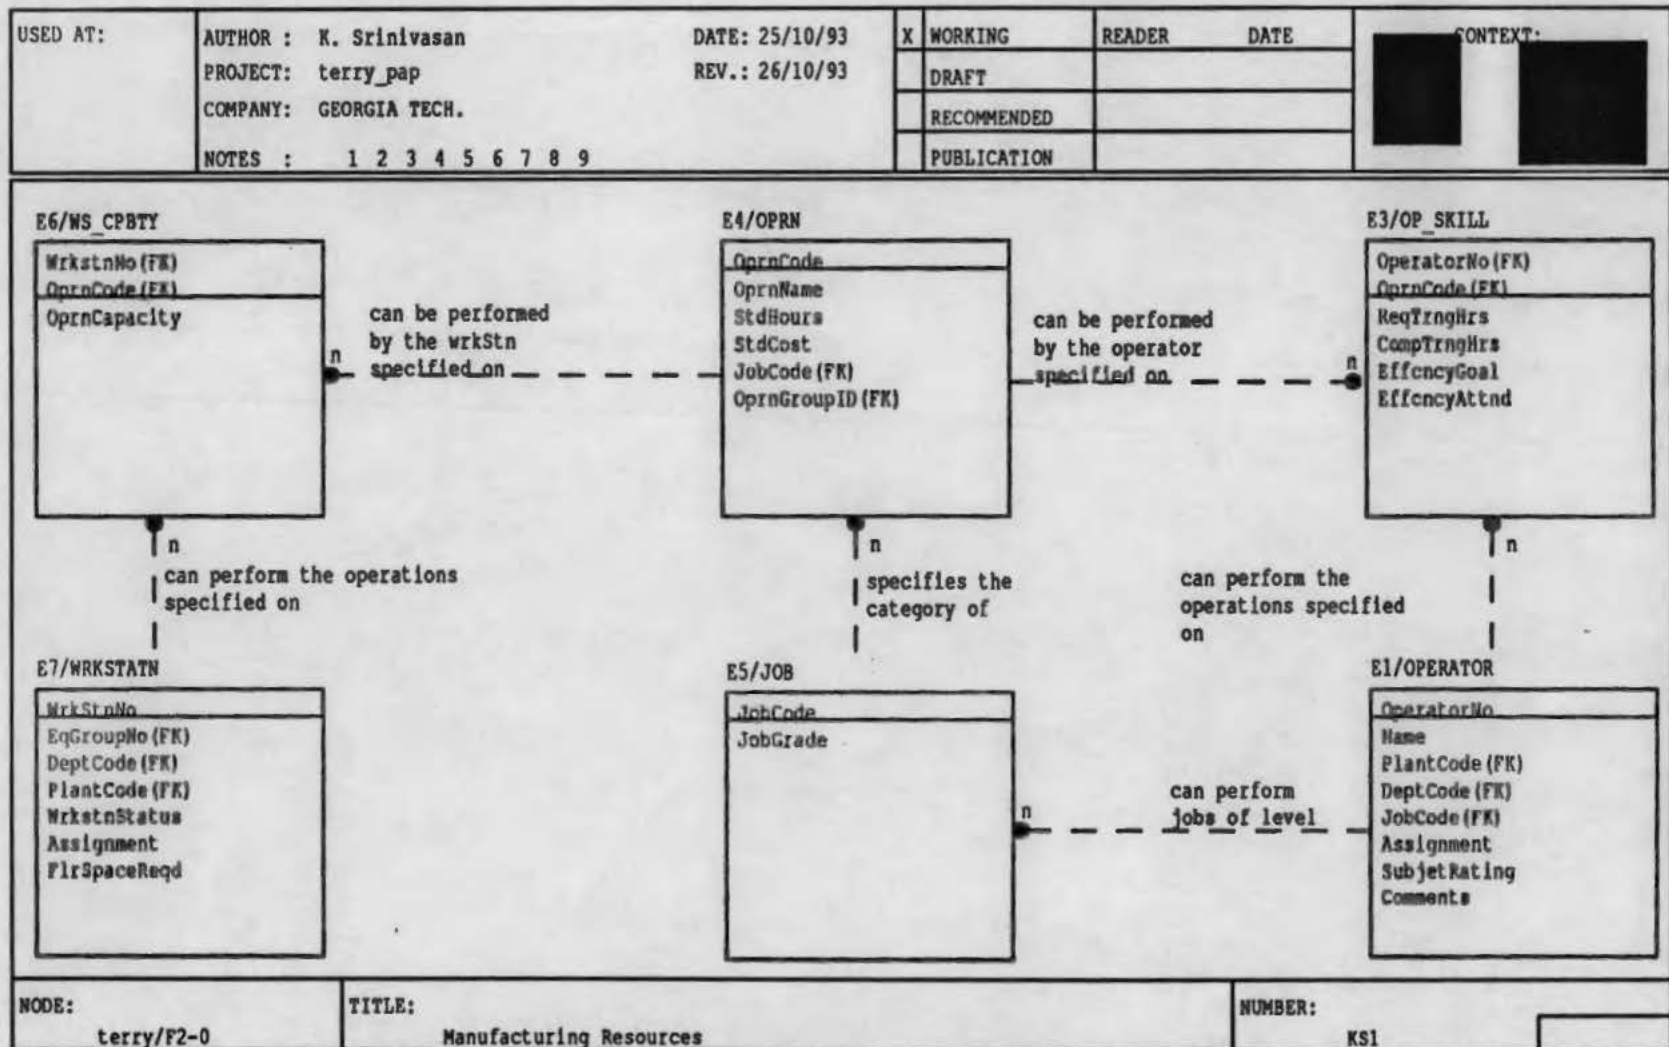 USED AT:
AUTHOR : K. Srinivasan
DATE: 25/10/93
PROJECT: terry_pap
REV.: 26/10/93
COMPANY: GEORGIA TECH.
NOTES : 1 2 3 4 5 6 7 8 9
X WORKING
DRAFT
RECOMMENDED
PUBLICATION
READER DATE
CONTEXT:
E6/WS_CPBTY
WrkstnNo(FK)
OprnCode(FK)
OprnCapacity
can be performed
by the wrkStn
specified on
n
E4/OPRN
OprnCode
OprnName
StdHours
StdCost
JobCode(FK)
OprnGroupID(FK)
can be performed
by the operator
specified on
n
E3/OP_SKILL
OperatorNo(FK)
OprnCode(FK)
ReqTrngHrs
CompTrngHrs
EffcncyGoal
EffcncyAttnd
n
can perform the operations
specified on
n
specifies the
category of
n
can perform the
operations specified
on
E7/WRKSTATN
WrkStnNo
EqGroupNo(FK)
DeptCode(FK)
PlantCode(FK)
WrkstnStatus
Assignment
FlrSpaceReqd
E5/JOB
JobCode
JobGrade
n
can perform
jobs of level
E1/OPERATOR
OperatorNo
Name
PlantCode(FK)
DeptCode(FK)
JobCode(FK)
Assignment
SubjetRating
Comments
NODE:
terry/F2-0
TITLE:
Manufacturing Resources
NUMBER:
KS1